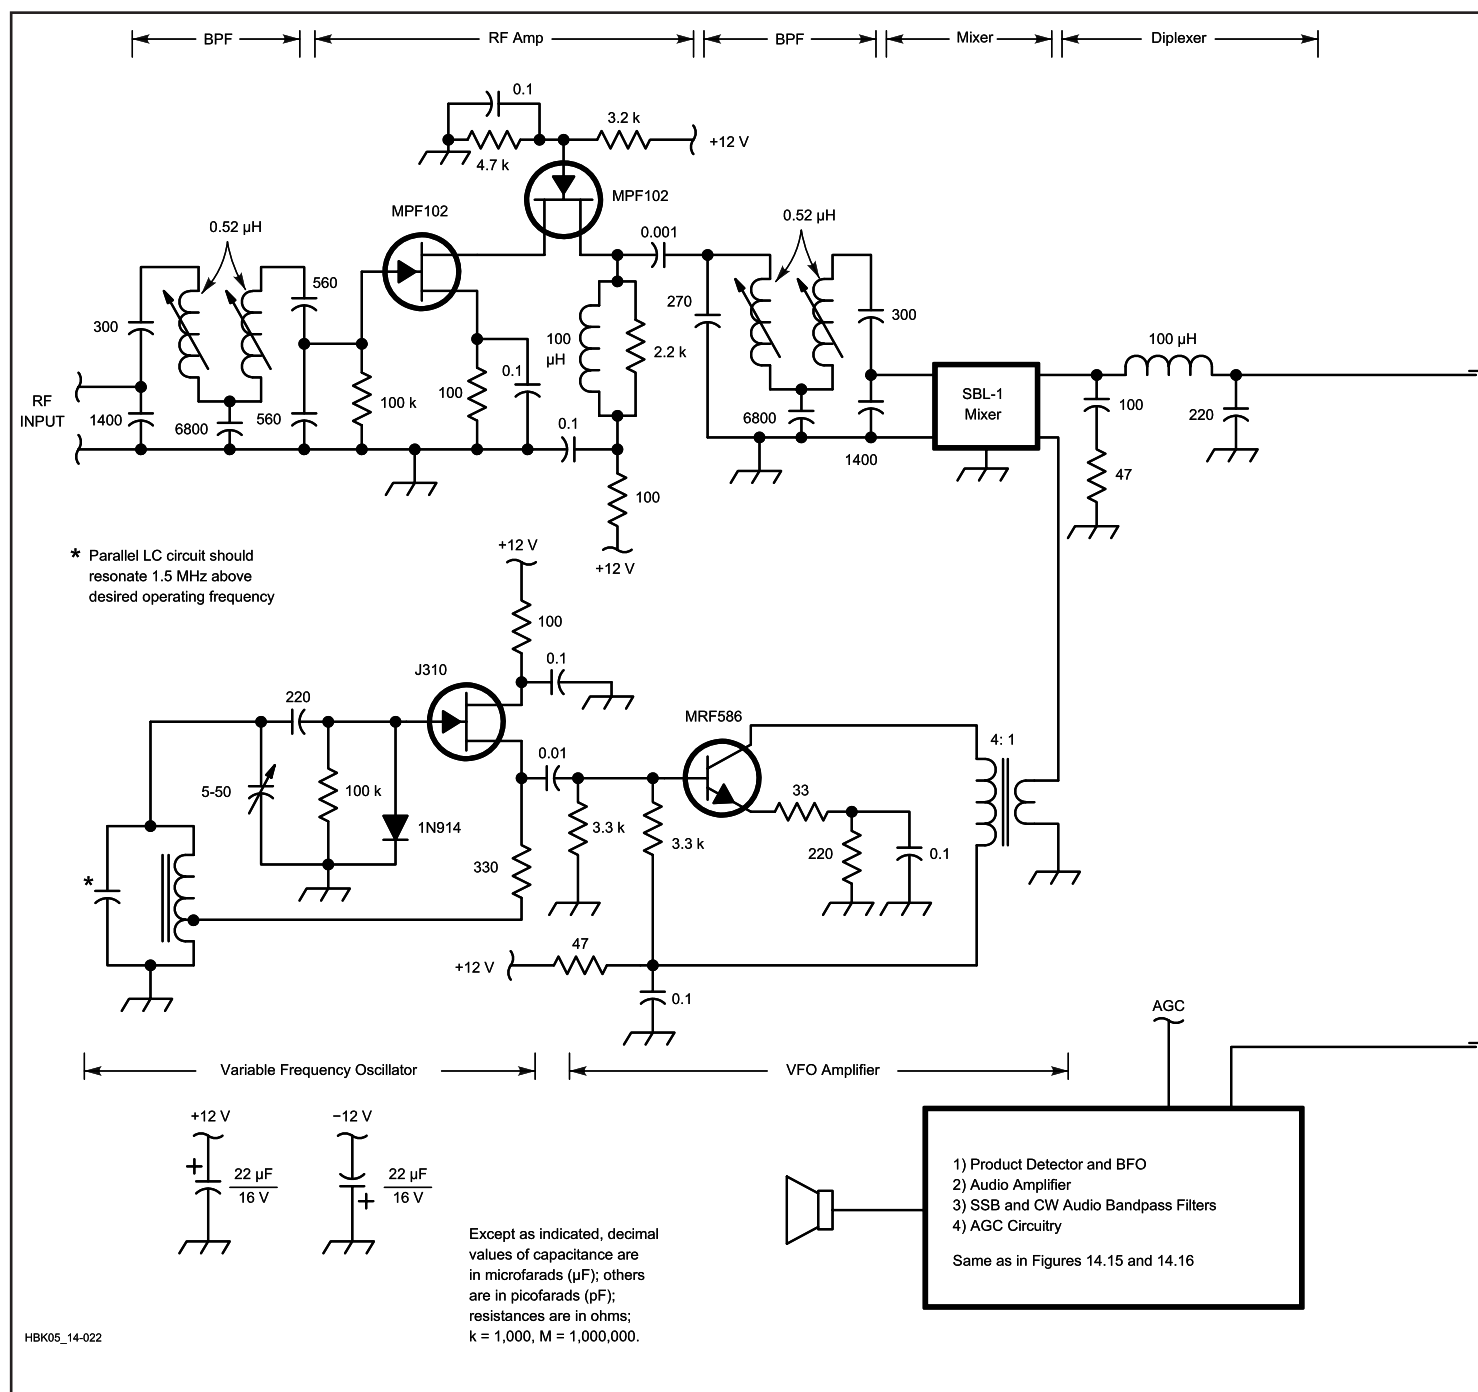 BPF
RF Amp
BPF
Mixer
Diplexer
0.1
3.2 k
+12 V
4.7 k
MPF102
MPF102
0.52 µH
0.001
0.52 µH
560
300
270
300
100 µH
100
µH
2.2 k
0.1
100
100 k
RF
INPUT
1400
6800
560
0.1
6800
1400
SBL-1
Mixer
100
220
47
100
+12 V
* Parallel LC circuit should
resonate 1.5 MHz above
desired operating frequency
+12 V
100
0.1
J310
220
MRF586
4: 1
0.01
5-50
100 k
1N914
33
3.3 k
3.3 k
220
0.1
330
*
47
+12 V
0.1
AGC
Variable Frequency Oscillator
VFO Amplifier
+12 V
−12 V
+
22 µF
16 V
22 µF
16 V
+
1) Product Detector and BFO
2) Audio Amplifier
3) SSB and CW Audio Bandpass Filters
4) AGC Circuitry
Same as in Figures 14.15 and 14.16
Except as indicated, decimal
values of capacitance are
in microfarads (µF); others
are in picofarads (pF);
resistances are in ohms;
k = 1,000, M = 1,000,000.
HBK05_14-022